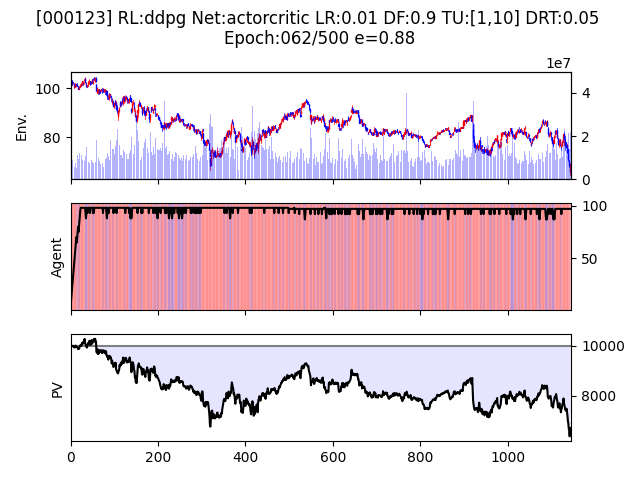 [000123] RL:ddpg Net:actorcritic LR:0.01 DF:0.9 TU:[1,10] DRT:0.05
Epoch:062/500 e=0.88
1e7
100
80
Env.
4
2
0
Agent
100
50
PV
10000
8000
0
200
400
600
800
1000